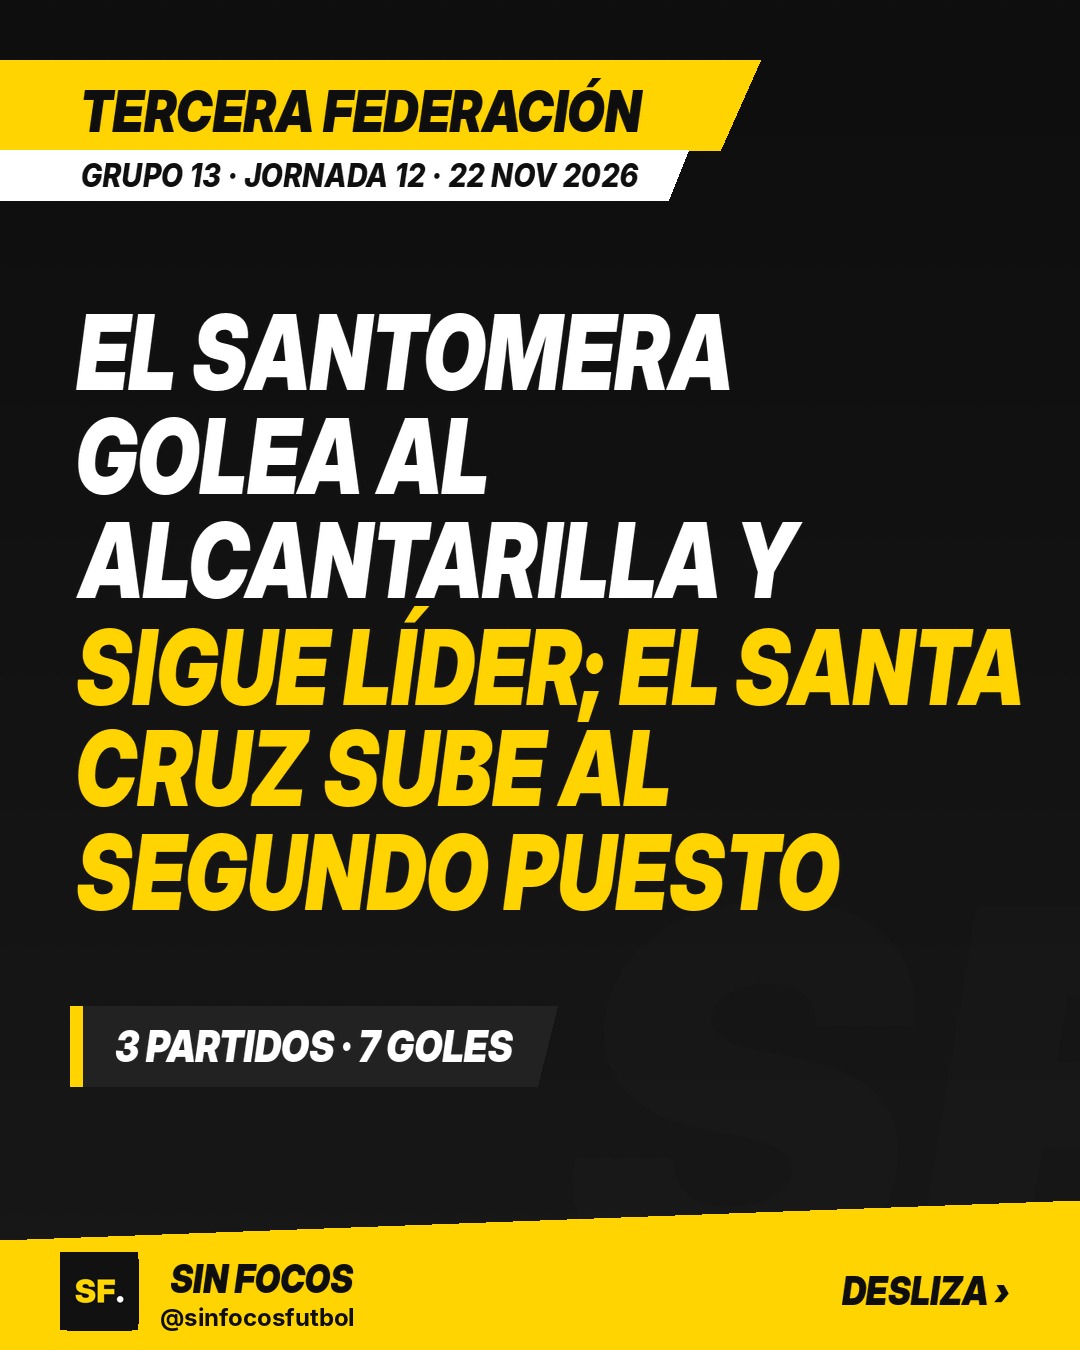 TERCERA FEDERACIÓN
GRUPO 13 · JORNADA 12 · 22 NOV 2026
EL SANTOMERA
GOLEA AL
ALCANTARILLA Y
SIGUE LÍDER; EL SANTA
CRUZ SUBE AL
SEGUNDO PUESTO
3 PARTIDOS · 7 GOLES
SF.
SIN FOCOS
@sinfocosfutbol
DESLIZA ›